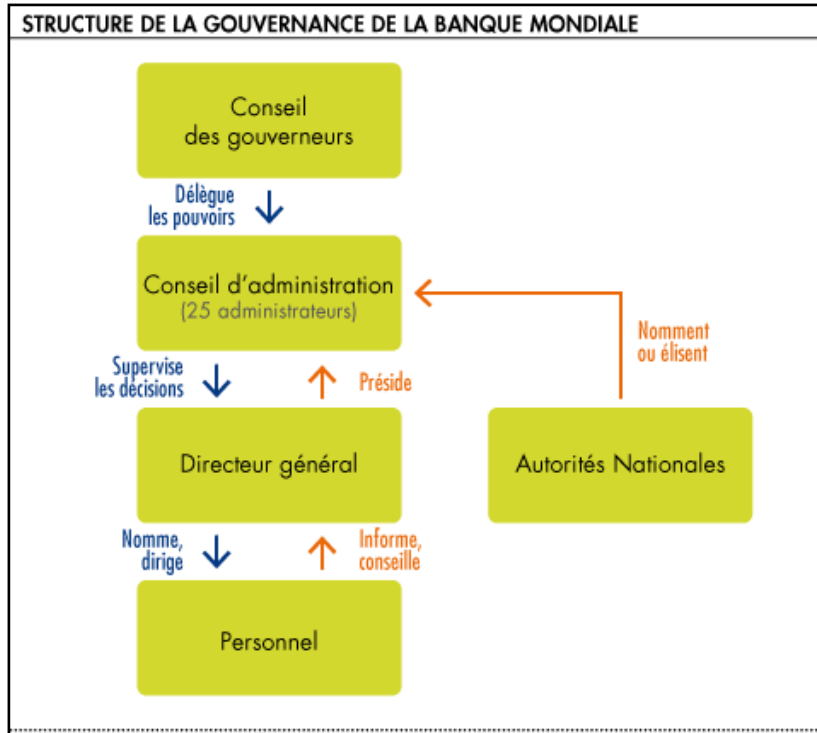 STRUCTURE DE LA GOUVERNANCE DE LA BANQUE MONDIALE
Conseil
des gouverneurs
Délègue
les pouvoirs
Conseil d'administration
(25 administrateurs)
Nomment
ou élisent
Supervise
les décisions
Préside
Directeur général
Autorités Nationales
Nomme,
dirige
Informe,
conseille
Personnel